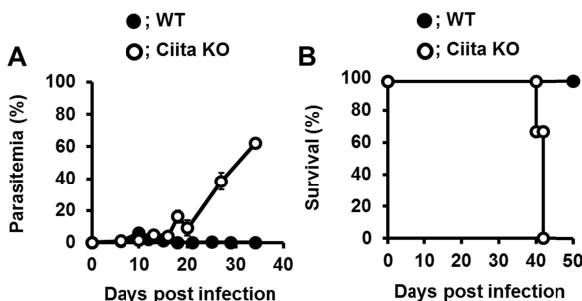 ; WT
; Ciita KO
A
Parasitemia (%)
100
80
60
40
20
0
0 10 20 30 40
Days post infection
; WT
; Ciita KO
B
Survival (%)
100
80
60
40
20
0
0 10 20 30 40 50
Days post infection